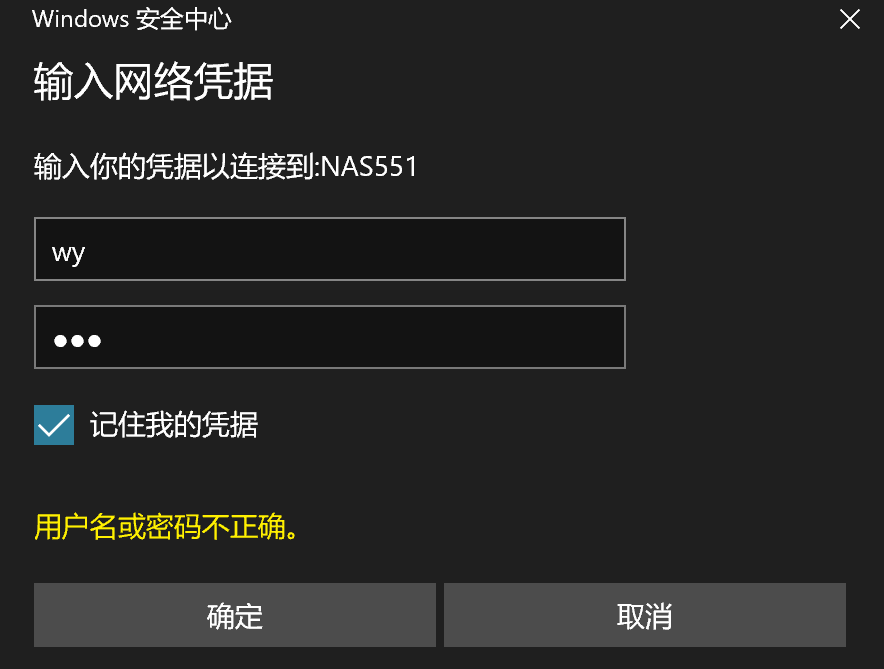 Windows 安全中心
输入网络凭据
输入你的凭据以连接到:NAS551
wy
●●●
记住我的凭据
用户名或密码不正确。
确定
取消